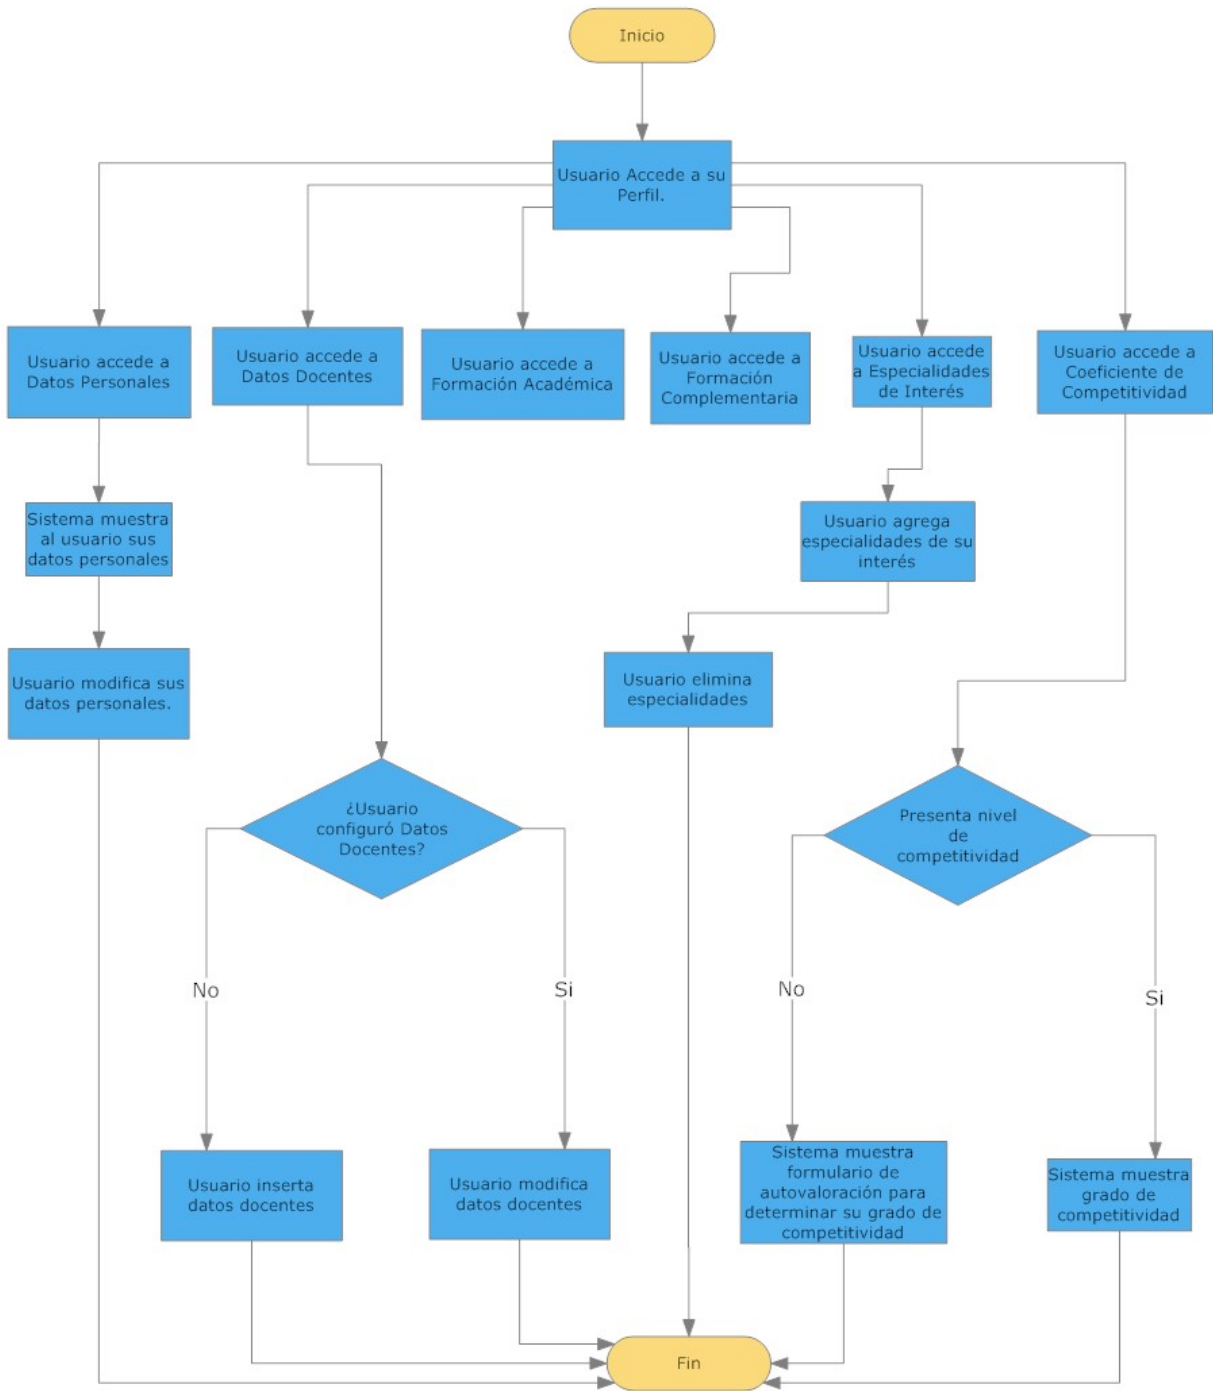 Inicio
Usuario Accede a su
Perfil.
Usuario accede a
Datos Personales
Usuario accede a
Datos Docentes
Usuario accede a
Formación Académica
Usuario accede a
Formación
Complementaria
Usuario accede
a Especialidades
de Interés
Usuario accede a
Coeficiente de
Competitividad
Sistema muestra
al usuario sus
datos personales
Usuario agrega
especialidades de su
interés
Usuario modifica sus
datos personales.
Usuario elimina
especialidades
¿Usuario
configuró Datos
Docentes?
Presenta nivel
de
competitividad
No
Si
No
Si
Usuario inserta
datos docentes
Usuario modifica
datos docentes
Sistema muestra
formulario de
autovaloración para
determinar su grado de
competitividad
Sistema muestra
grado de
competitividad
Fin